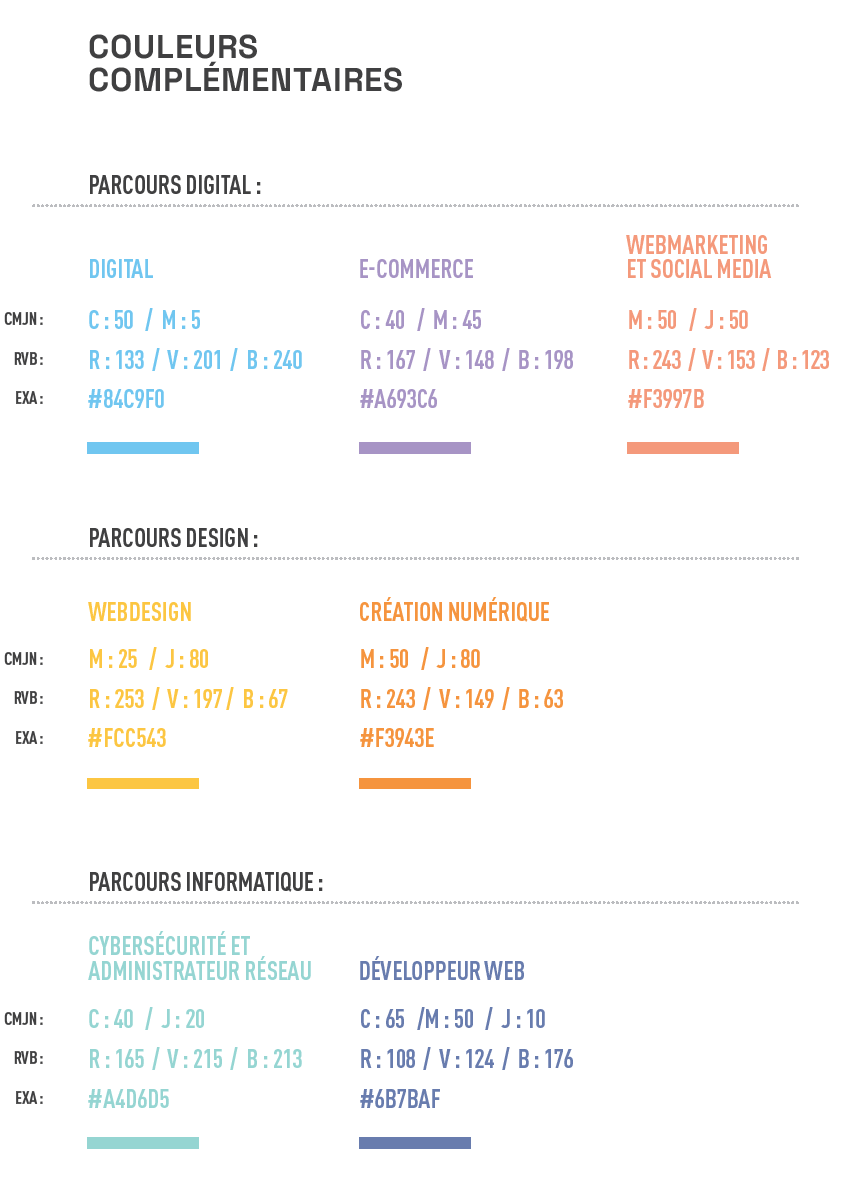 COULEURS
COMPLÉMENTAIRES
PARCOURS DIGITAL :
DIGITAL
E-COMMERCE
WEBMARKETING
ET SOCIAL MEDIA
CMJN : C : 50 / M : 5 C : 40 / M : 45 M : 50 / J : 50
RVB : R : 133 / V : 201 / B : 240 R : 167 / V : 148 / B : 198 R : 243 / V : 153 / B : 123
EXA : #84C9F0 #A693C6 #F3997B
PARCOURS DESIGN :
WEBDESIGN CRÉATION NUMÉRIQUE
CMJN : M : 25 / J : 80 M : 50 / J : 80
RVB : R : 253 / V : 197 / B : 67 R : 243 / V : 149 / B : 63
EXA : #FCC543 #F3943E
PARCOURS INFORMATIQUE :
CYBERSÉCURITÉ ET
ADMINISTRATEUR RÉSEAU DÉVELOPPEUR WEB
CMJN : C : 40 / J : 20 C : 65 /M : 50 / J : 10
RVB : R : 165 / V : 215 / B : 213 R : 108 / V : 124 / B : 176
EXA : #A4D6D5 #6B7BAF